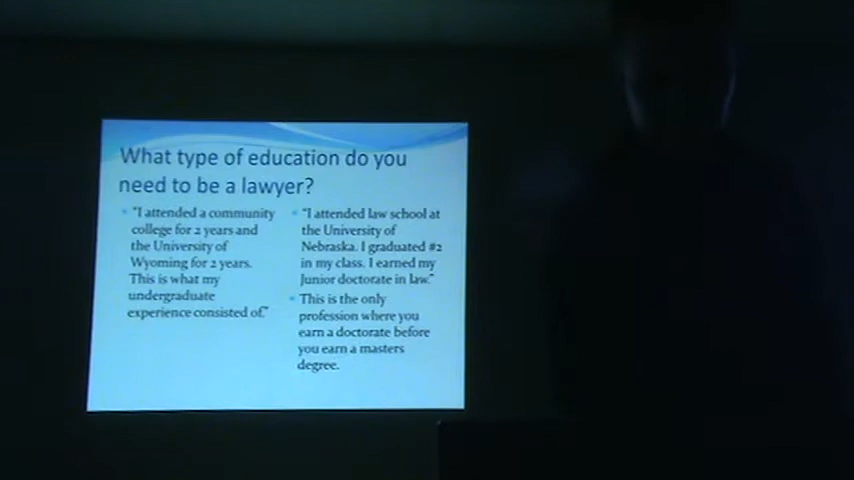 What type of education do you
need to be a lawyer?
"I attended a community
college for 2 years and
the University of
Wyoming for 2 years.
This is what my
undergraduate
experience consisted of."
"I attended law school at
the University of
Nebraska. I graduated #2
in my class. I earned my
Junior doctorate in law."
This is the only
profession where you
earn a doctorate before
you earn a masters
degree.